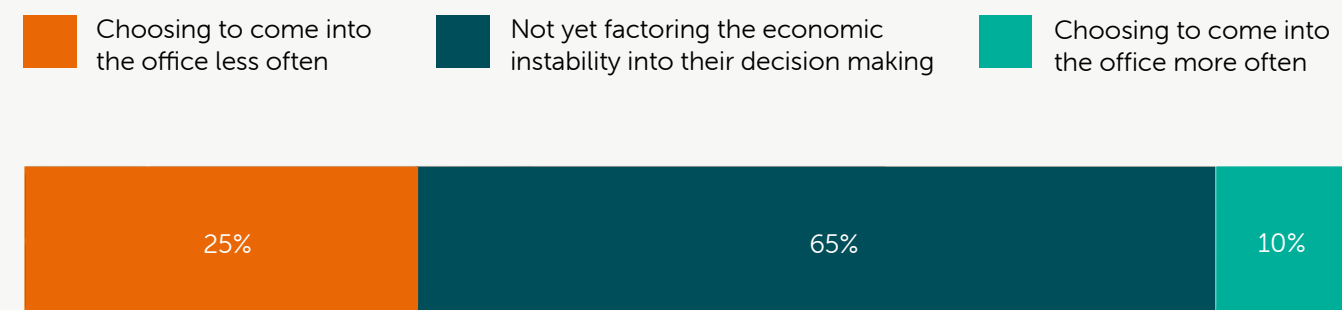 Choosing to come into
the office less often
Not yet factoring the economic
instability into their decision making
Choosing to come into
the office more often
25%
65%
10%